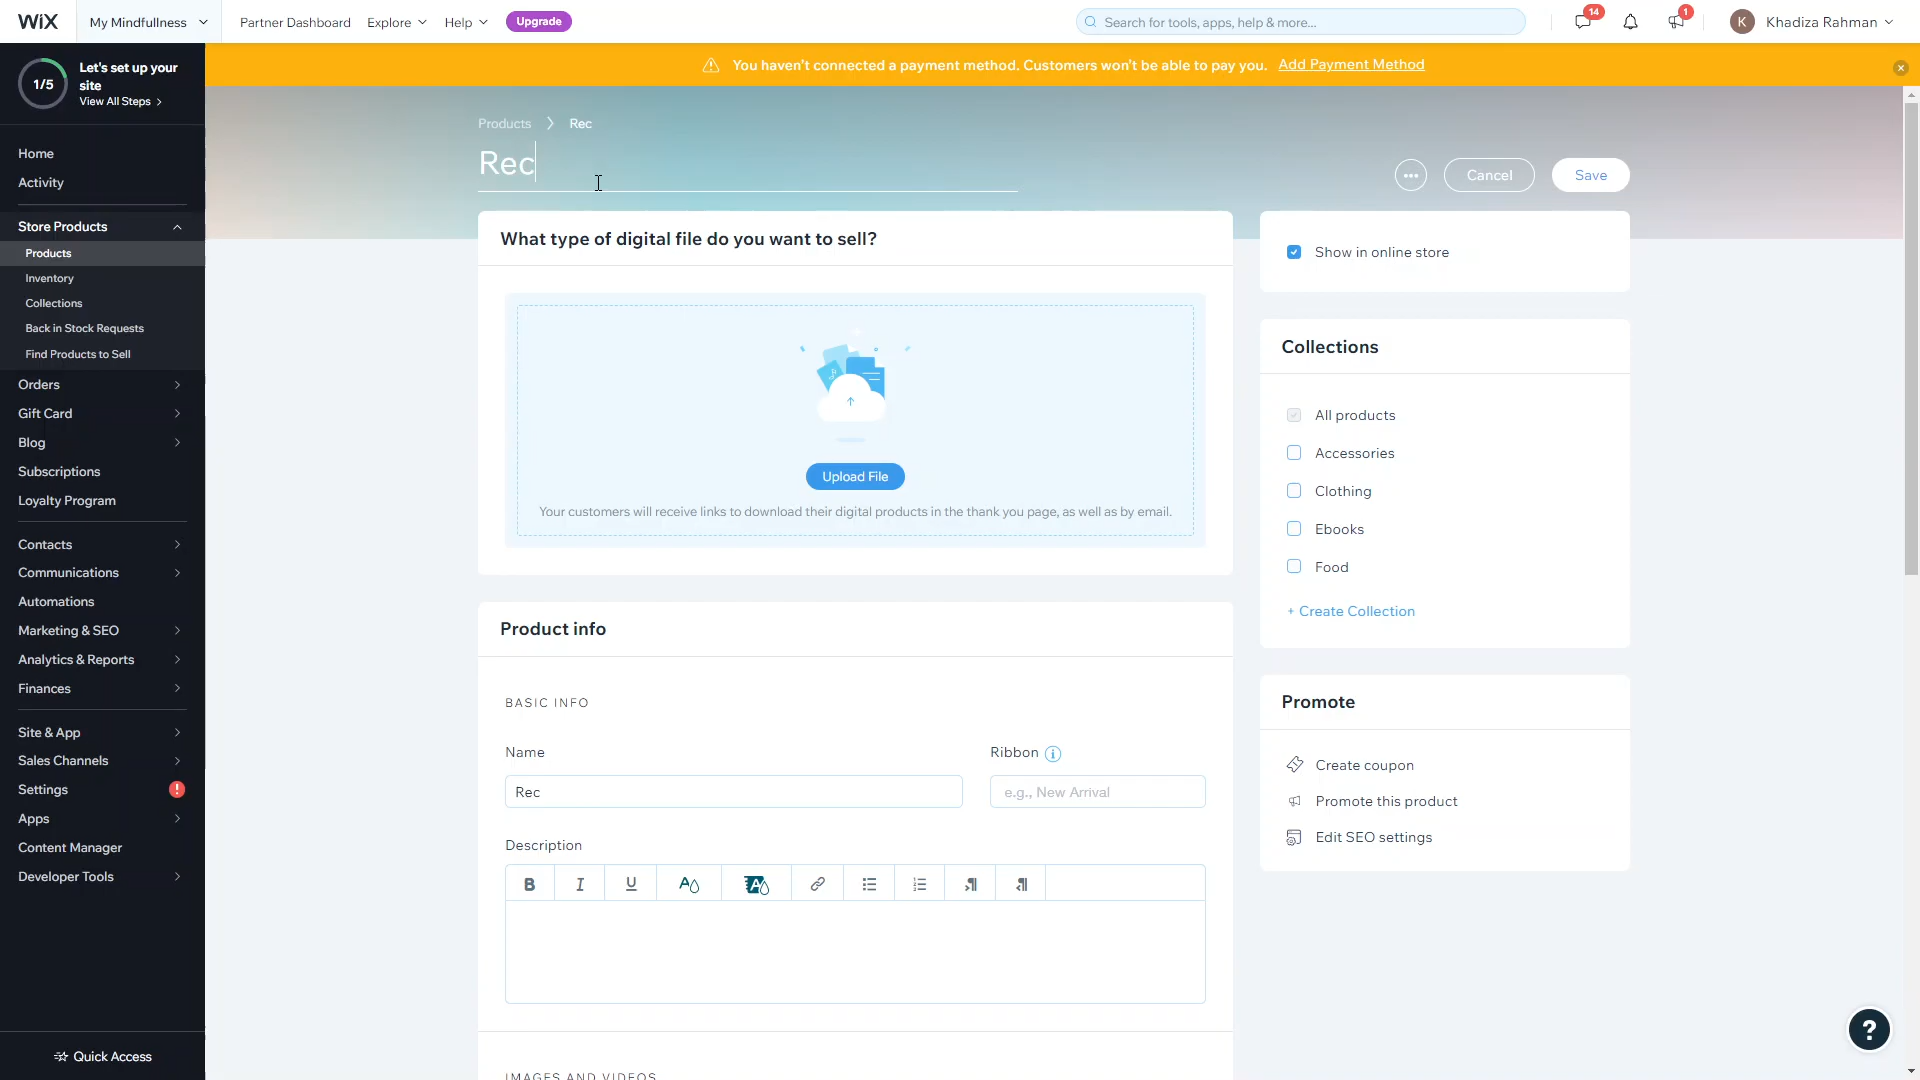 WiX
My Mindfullness
Partner Dashboard
Explore
Help
Upgrade
Search for tools, apps, help & more...
14
1
K
Khadiza Rahman
1/5
Let's set up your
site
View All Steps
You haven't connected a payment method. Customers won't be able to pay you. Add Payment Method
Home
Activity
Store Products
Products
Inventory
Collections
Back in Stock Requests
Find Products to Sell
Orders
Gift Card
Blog
Subscriptions
Loyalty Program
Contacts
Communications
Automations
Marketing & SEO
Analytics & Reports
Finances
Site & App
Sales Channels
Settings
!
Apps
Content Manager
Developer Tools
Quick Access
Products > Rec
Rec
Cancel
Save
What type of digital file do you want to sell?
Upload File
Your customers will receive links to download their digital products in the thank you page, as well as by email.
Product info
BASIC INFO
Name
Rec
Ribbon
e.g., New Arrival
Description
B I U A A
IMAGES AND VIDEOS
Show in online store
Collections
All products
Accessories
Clothing
Ebooks
Food
+ Create Collection
Promote
Create coupon
Promote this product
Edit SEO settings
?